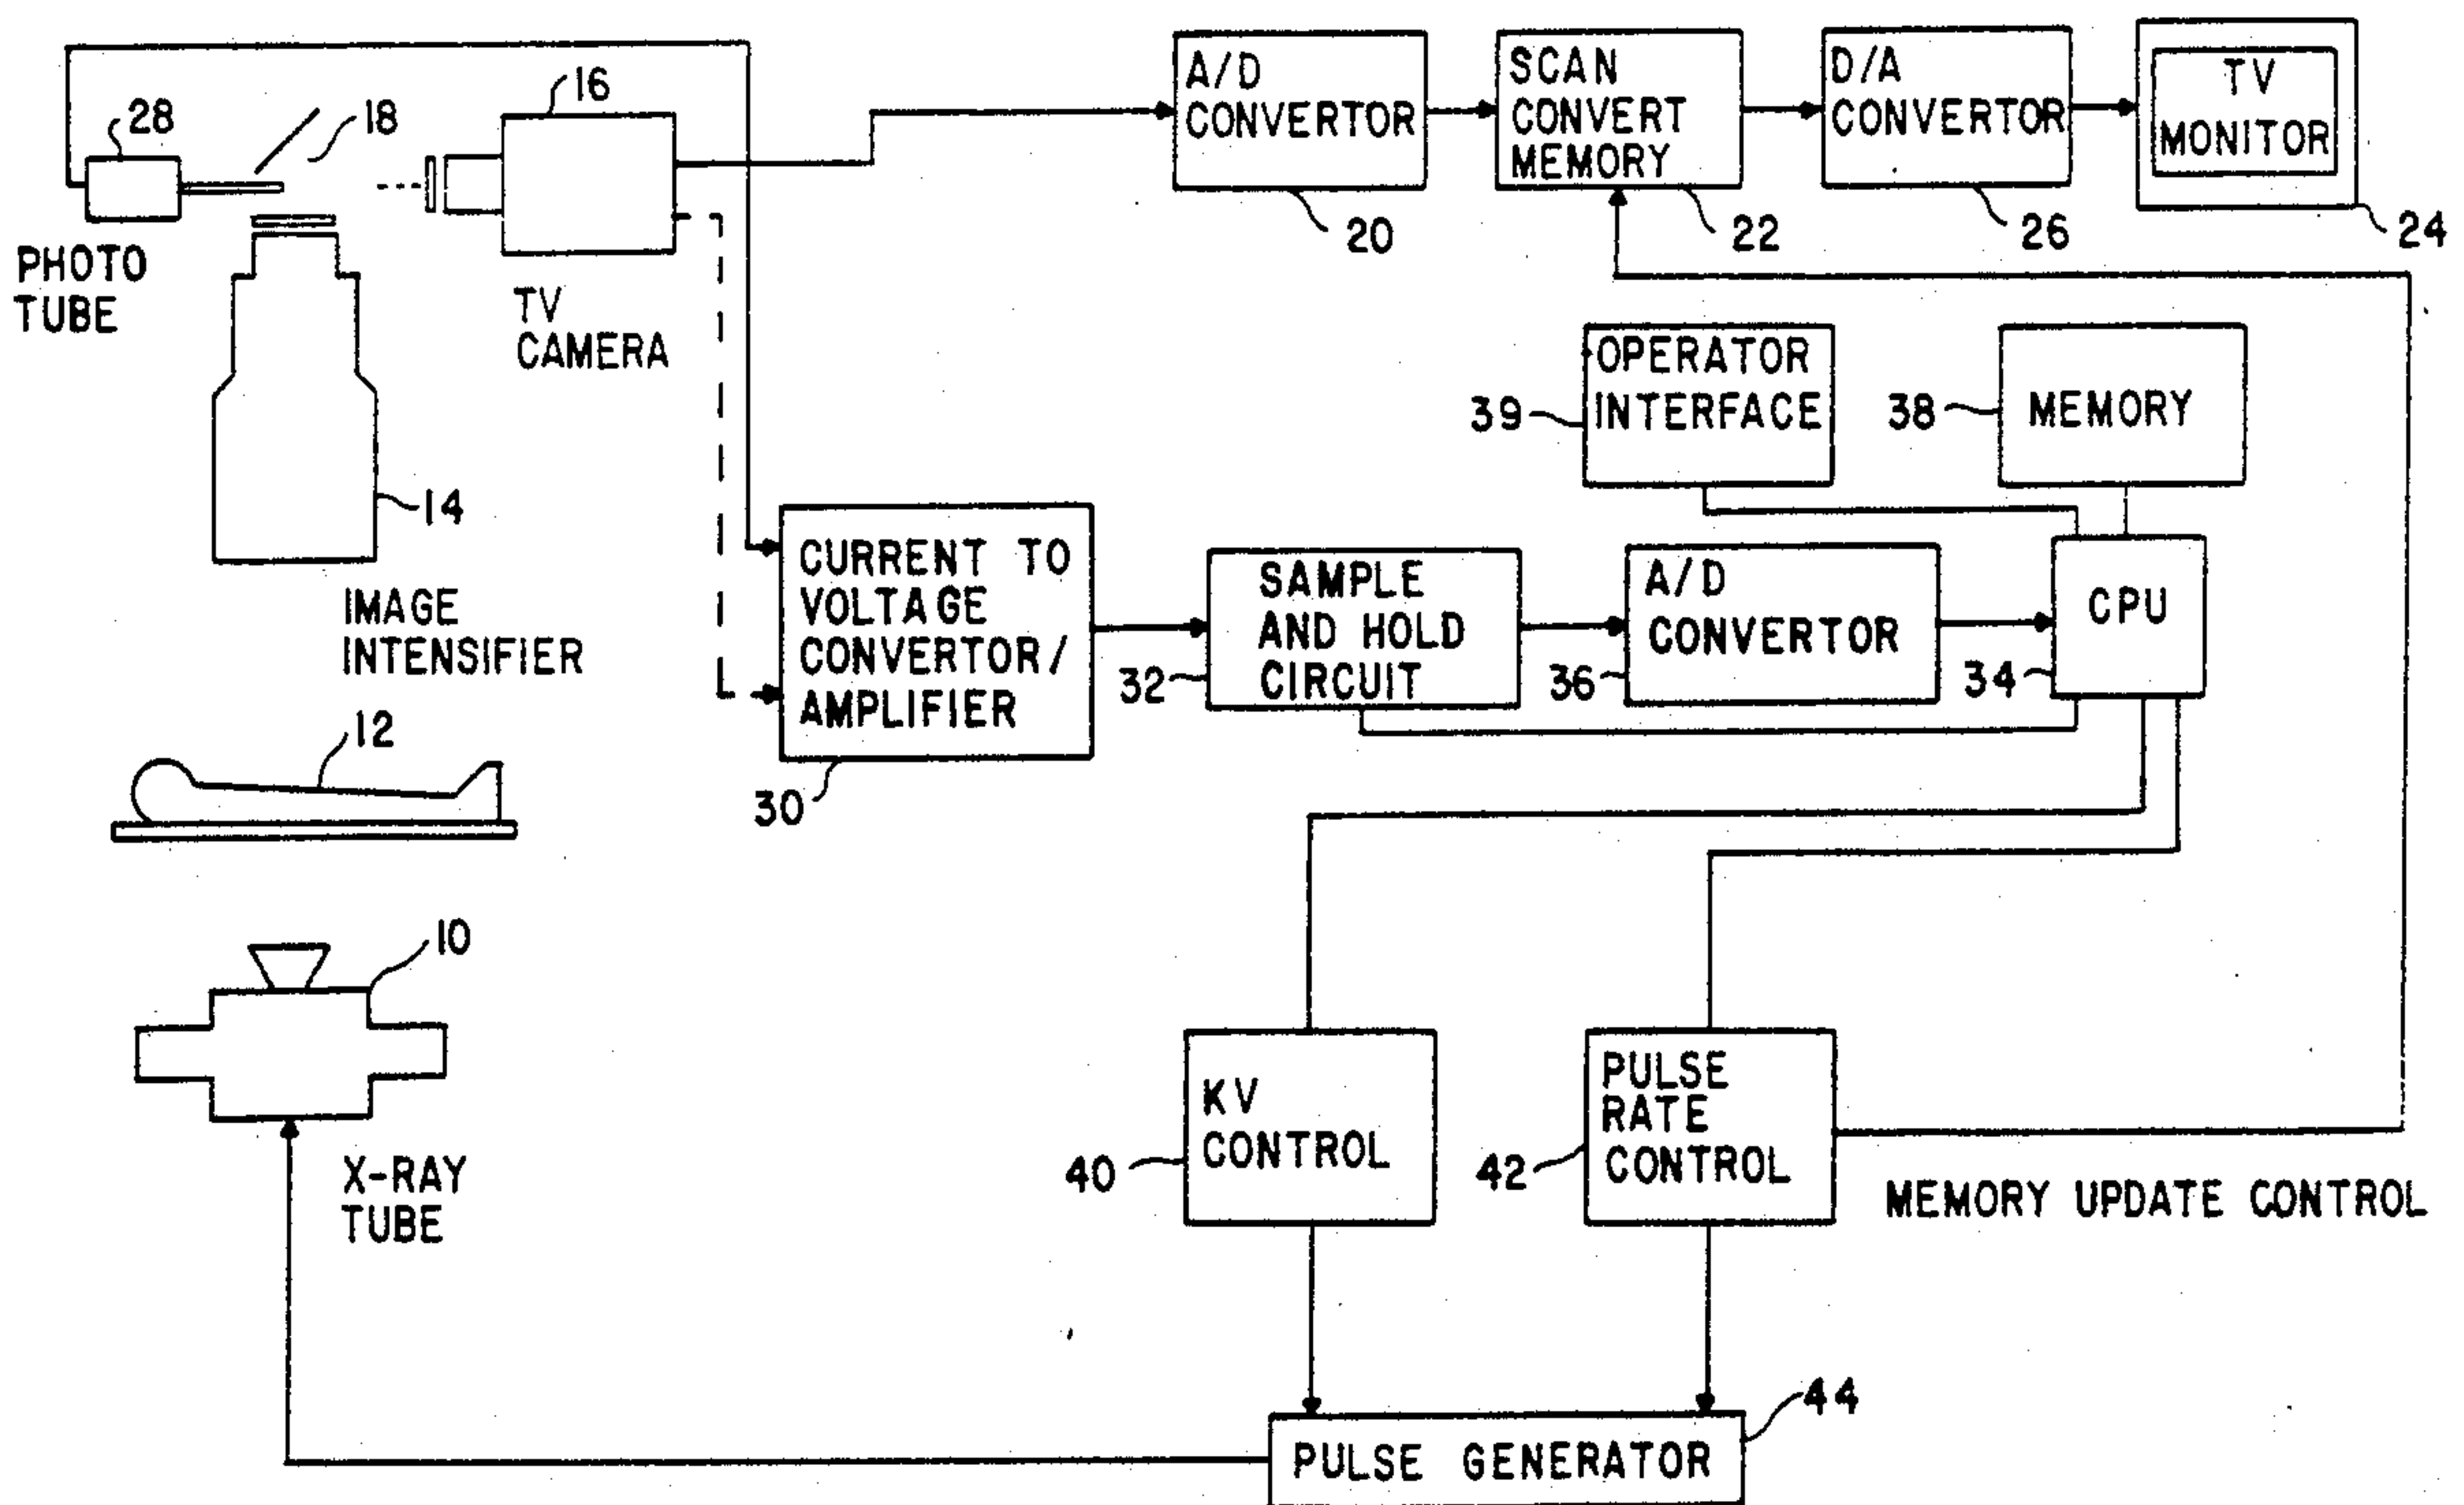 16
28
18
PHOTO
TUBE
TV
CAMERA
14
IMAGE
INTENSIFIER
12
10
X-RAY
TUBE
A/D
CONVERTOR
20
SCAN
CONVERT
MEMORY
22
D/A
CONVERTOR
26
TV
MONITOR
24
OPERATOR
INTERFACE
39
MEMORY
38
CURRENT TO
VOLTAGE
CONVERTOR/
AMPLIFIER
30
SAMPLE
AND HOLD
CIRCUIT
32
A/D
CONVERTOR
36
CPU
34
KV
CONTROL
40
PULSE
RATE
CONTROL
42
MEMORY UPDATE CONTROL
44
PULSE GENERATOR